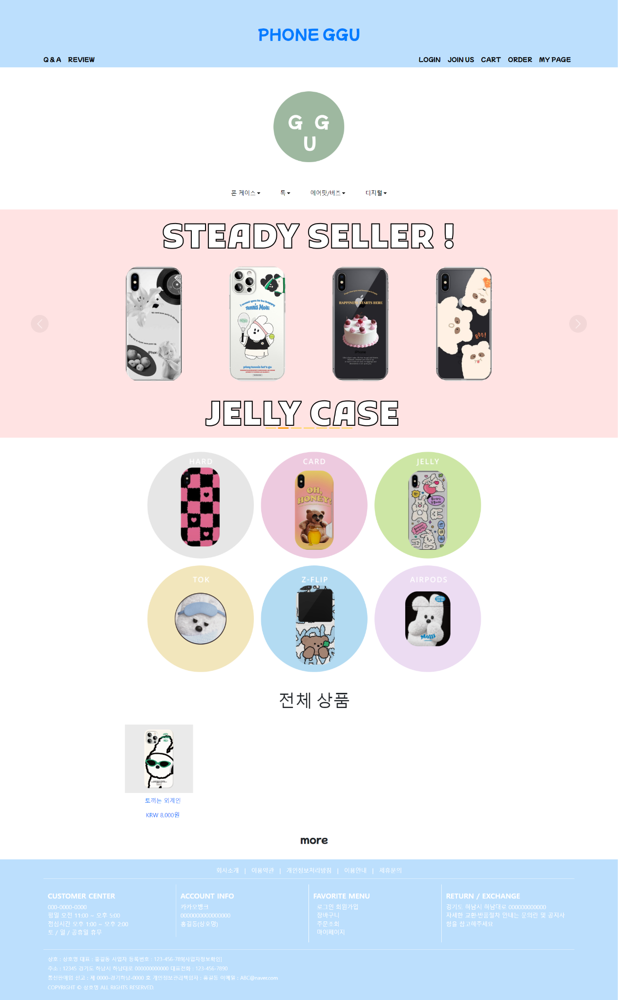 PHONE GGU
Q & A REVIEW
LOGIN JOIN US CART ORDER MY PAGE
G G
U
폰 케이스 톡 에어팟/버즈 디지털
STEADY SELLER !
We need more poetry in this world
iPhone
I want you to be happy
Tennis Molli
play tennis let's go
HAPPINESS STARTS HERE
iPhone
BOO!
JELLY CASE
HARD CARD JELLY
OH,
HONEY!
TOK Z-FLIP AIRPODS
Molli
전체 상품
토끼는 외계인
KRW 8,000원
more
회사소개 | 이용약관 | 개인정보처리방침 | 이용안내 | 제휴문의
CUSTOMER CENTER
000-0000-0000
평일 오전 11:00 ~ 오후 5:00
점심시간 오후 1:00 ~ 오후 2:00
토 / 일 / 공휴일 휴무
ACCOUNT INFO
카카오뱅크
0000000000000000
홍길동(상호명)
FAVORITE MENU
로그인 회원가입
장바구니
주문조회
마이페이지
RETURN / EXCHANGE
경기도 하남시 하남대로 000000000000
자세한 교환·반품절차 안내는 문의란 및 공지사
항을 참고해주세요
상호 : 상호명 대표 : 홍길동 사업자 등록번호 : 123-456-789[사업자정보확인]
주소 : 12345 경기도 하남시 하남대로 000000000000 대표전화 : 123-456-7890
통신판매업 신고 : 제 0000-경기하남-0000 호 개인정보관리책임자 : 홍길동 이메일 : ABC@naver.com
COPYRIGHT © 상호명 ALL RIGHTS RESERVED.